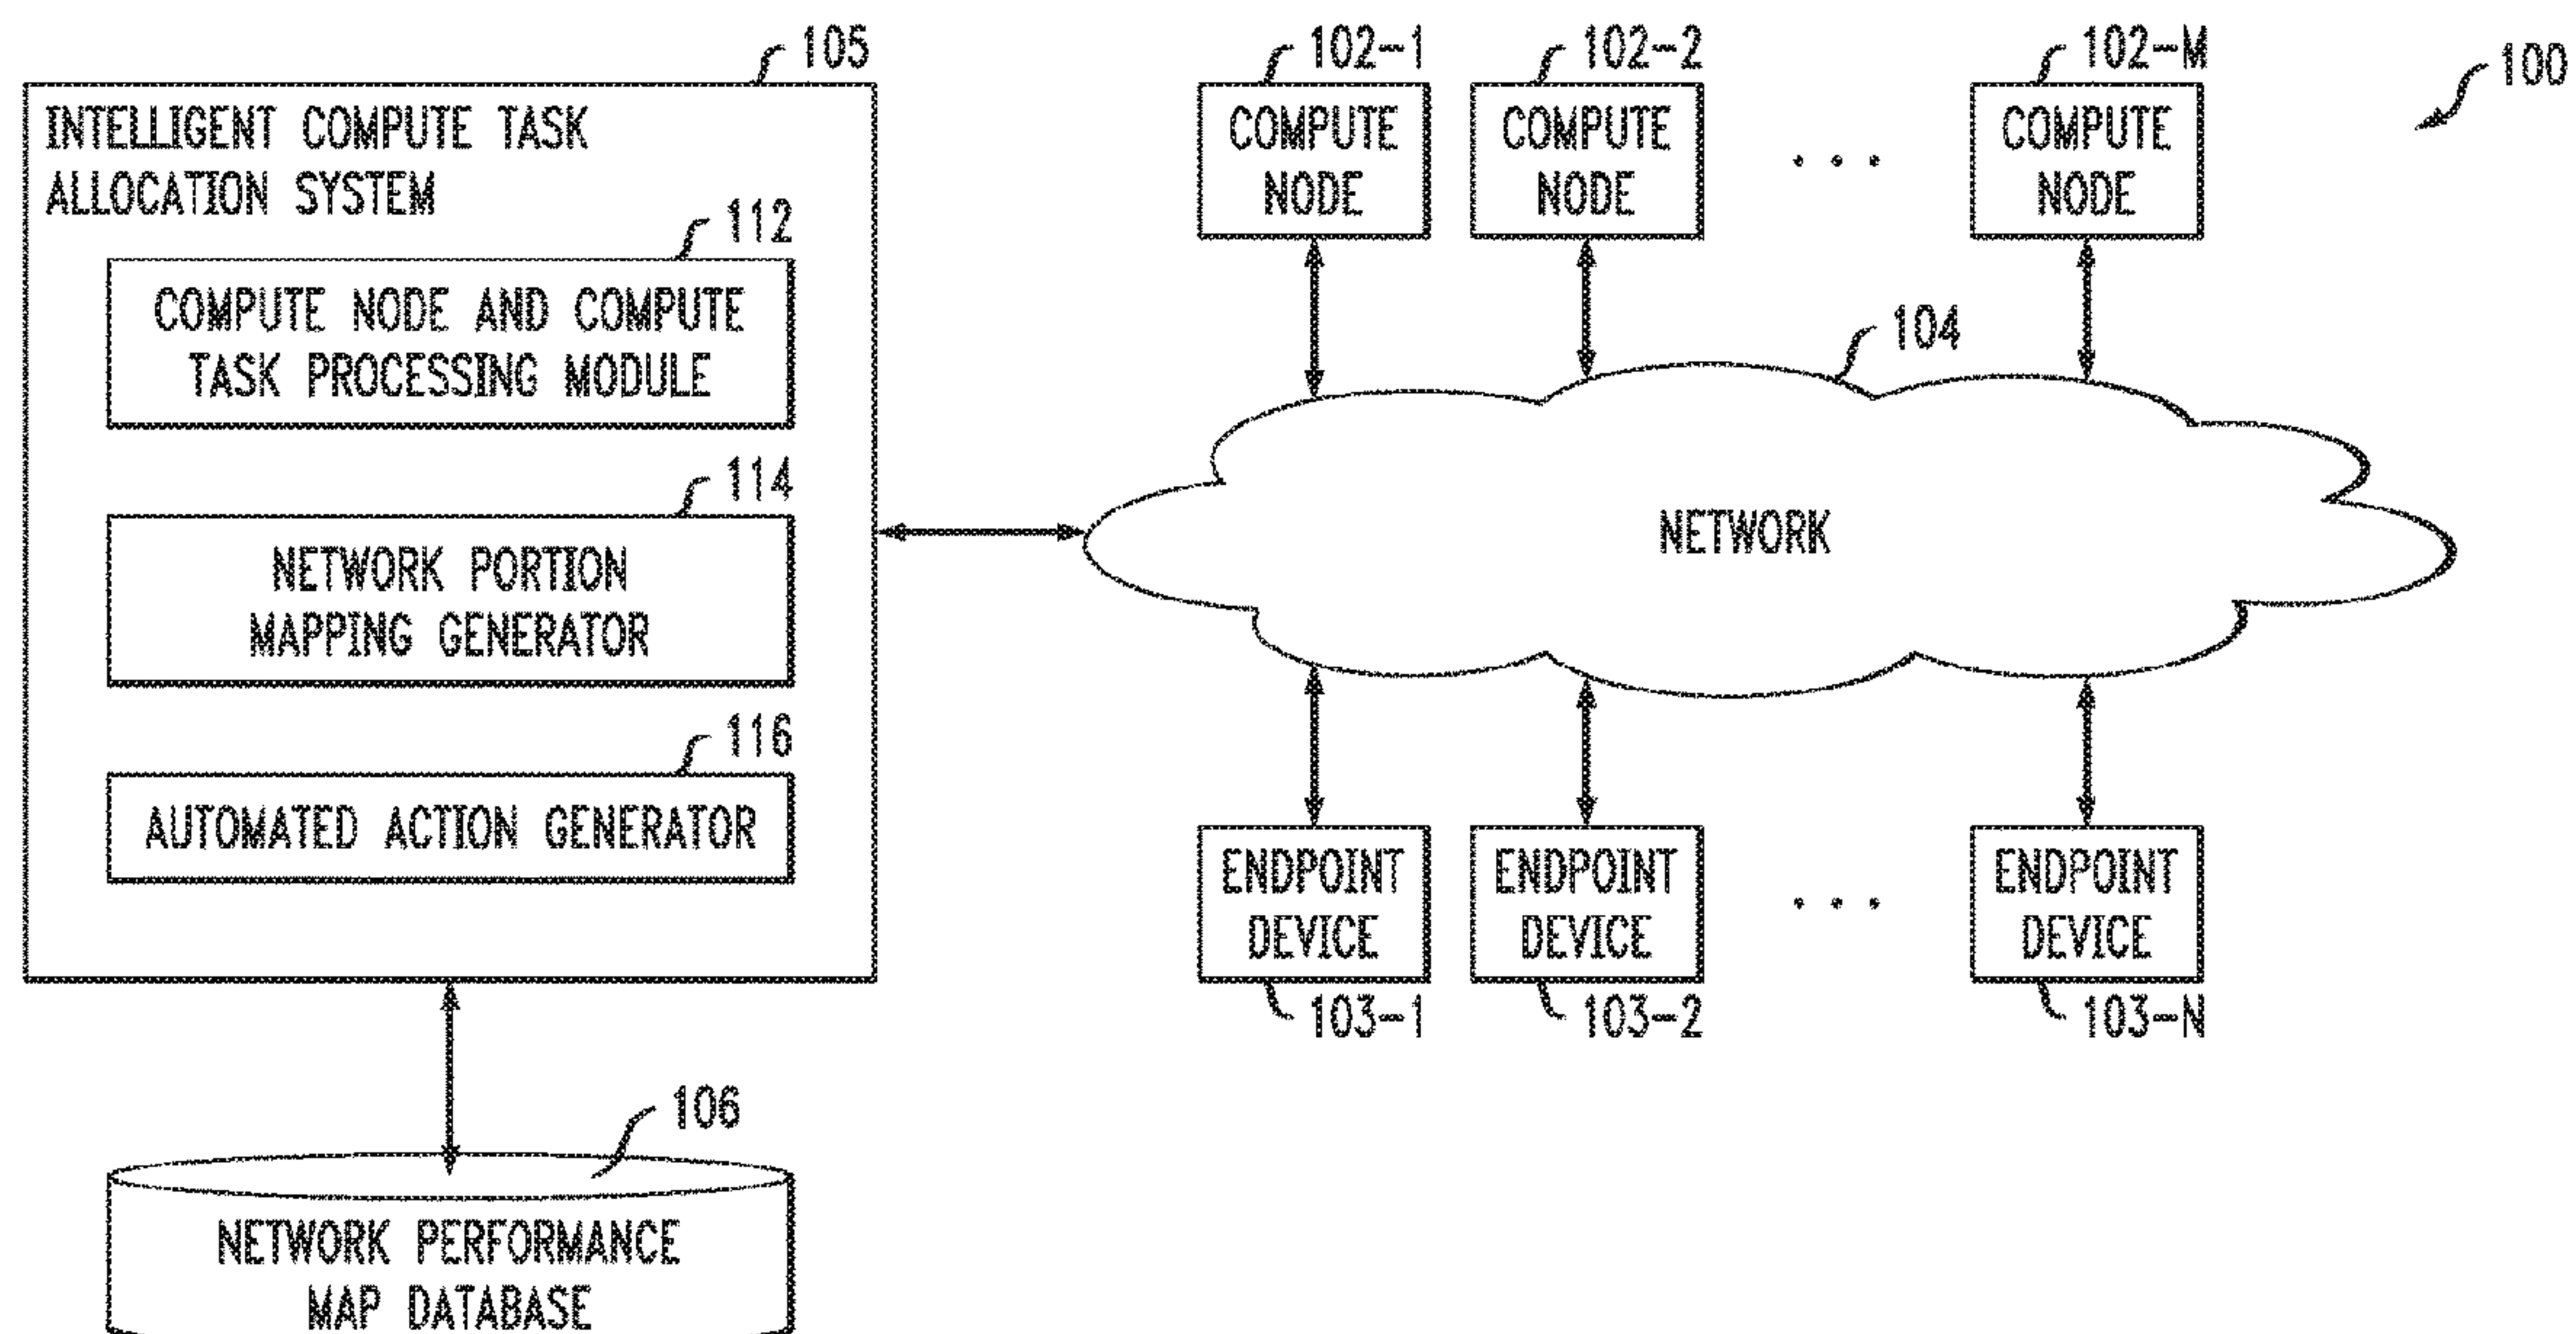 105
INTELLIGENT COMPUTE TASK
ALLOCATION SYSTEM
112
COMPUTE NODE AND COMPUTE
TASK PROCESSING MODULE
114
NETWORK PORTION
MAPPING GENERATOR
116
AUTOMATED ACTION GENERATOR
106
NETWORK PERFORMANCE
MAP DATABASE
102-1
COMPUTE
NODE
102-2
COMPUTE
NODE
. . .
102-M
COMPUTE
NODE
100
104
NETWORK
ENDPOINT
DEVICE
103-1
ENDPOINT
DEVICE
103-2
. . .
ENDPOINT
DEVICE
103-N